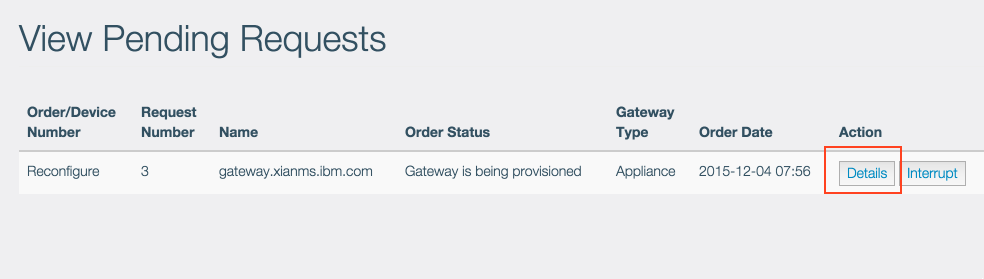 View Pending Requests
Order/Device Number Request Number Name Order Status Gateway Type Order Date Action
Reconfigure 3 gateway.xianms.ibm.com Gateway is being provisioned Appliance 2015-12-04 07:56 Details Interrupt